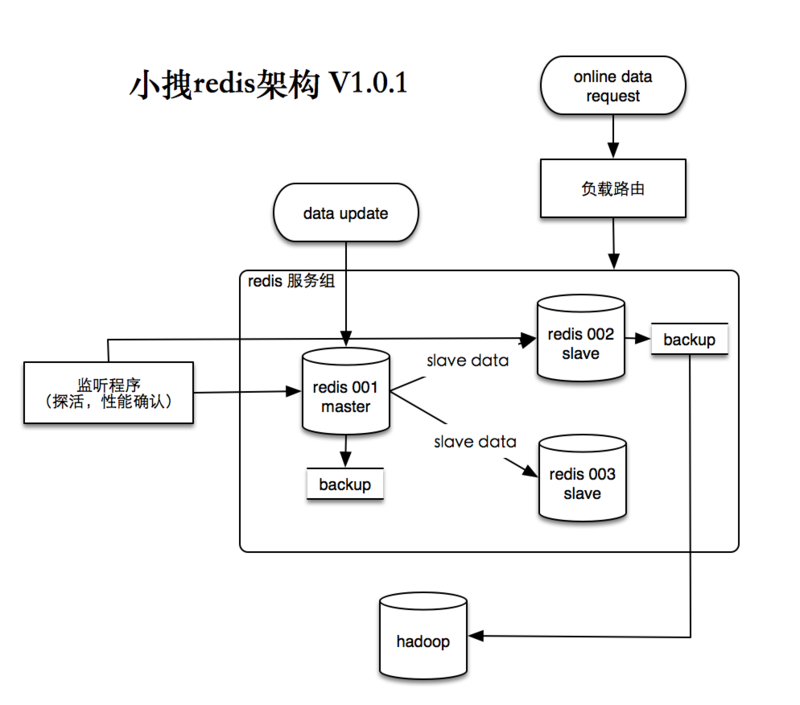 小拽redis架构 V1.0.1
online data
request
负载路由
data update
redis 服务组
redis 002
slave
backup
slave data
监听程序
（探活，性能确认）
redis 001
master
slave data
redis 003
slave
backup
hadoop